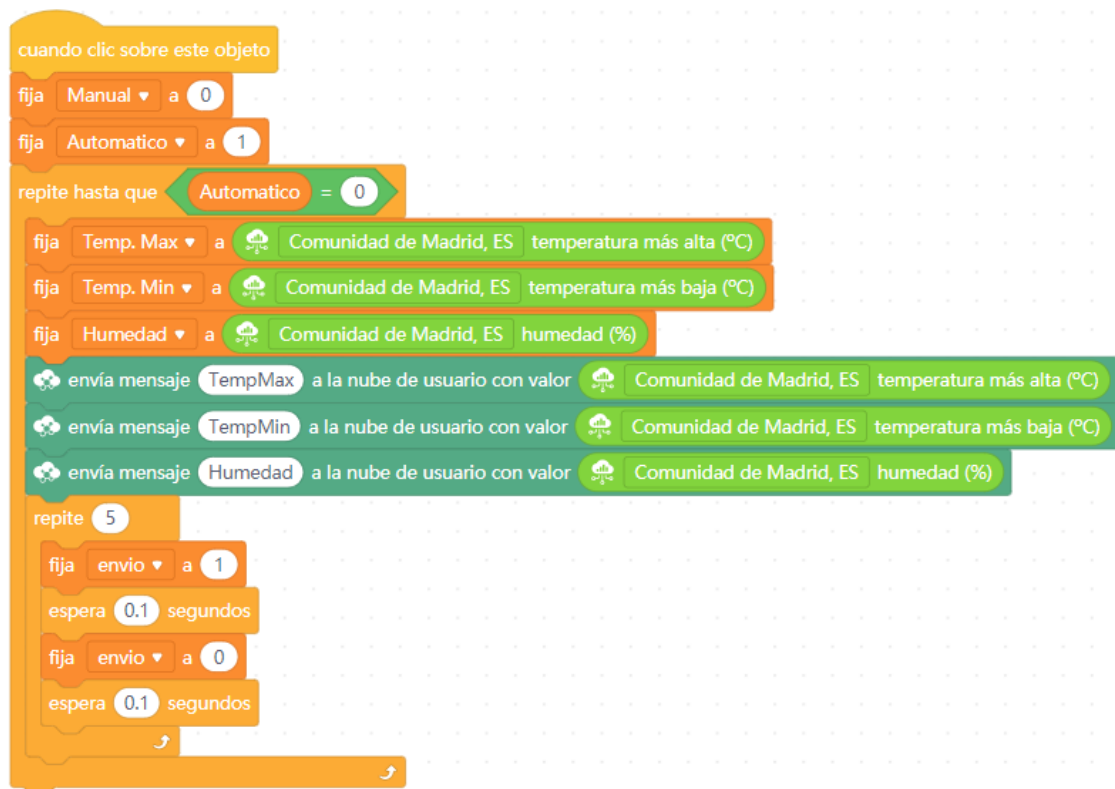 cuando clic sobre este objeto
fija Manual a 0
fija Automatico a 1
repite hasta que Automatico = 0
fija Temp. Max a Comunidad de Madrid, ES temperatura más alta (ºC)
fija Temp. Min a Comunidad de Madrid, ES temperatura más baja (ºC)
fija Humedad a Comunidad de Madrid, ES humedad (%)
envía mensaje TempMax a la nube de usuario con valor Comunidad de Madrid, ES temperatura más alta (ºC)
envía mensaje TempMin a la nube de usuario con valor Comunidad de Madrid, ES temperatura más baja (ºC)
envía mensaje Humedad a la nube de usuario con valor Comunidad de Madrid, ES humedad (%)
repite 5
fija envio a 1
espera 0.1 segundos
fija envio a 0
espera 0.1 segundos